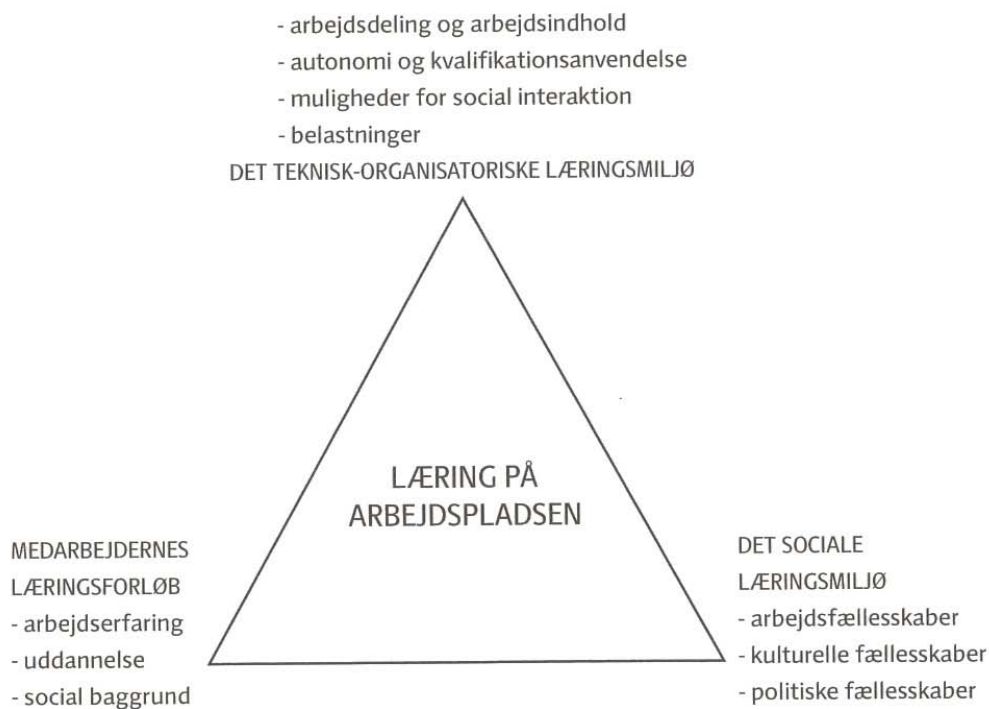 - arbejdsdeling og arbejdsindhold
- autonomi og kvalifikationsanvendelse
- muligheder for social interaktion
- belastninger
DET TEKNISK-ORGANISATORISKE LÆRINGSMILJØ
LÆRING PÅ
ARBEJDSPLADSEN
MEDARBEJDERNES
LÆRINGSFORLØB
- arbejdserfaring
- uddannelse
- social baggrund
DET SOCIALE
LÆRINGSMILJØ
- arbejdsfællesskaber
- kulturelle fællesskaber
- politiske fællesskaber